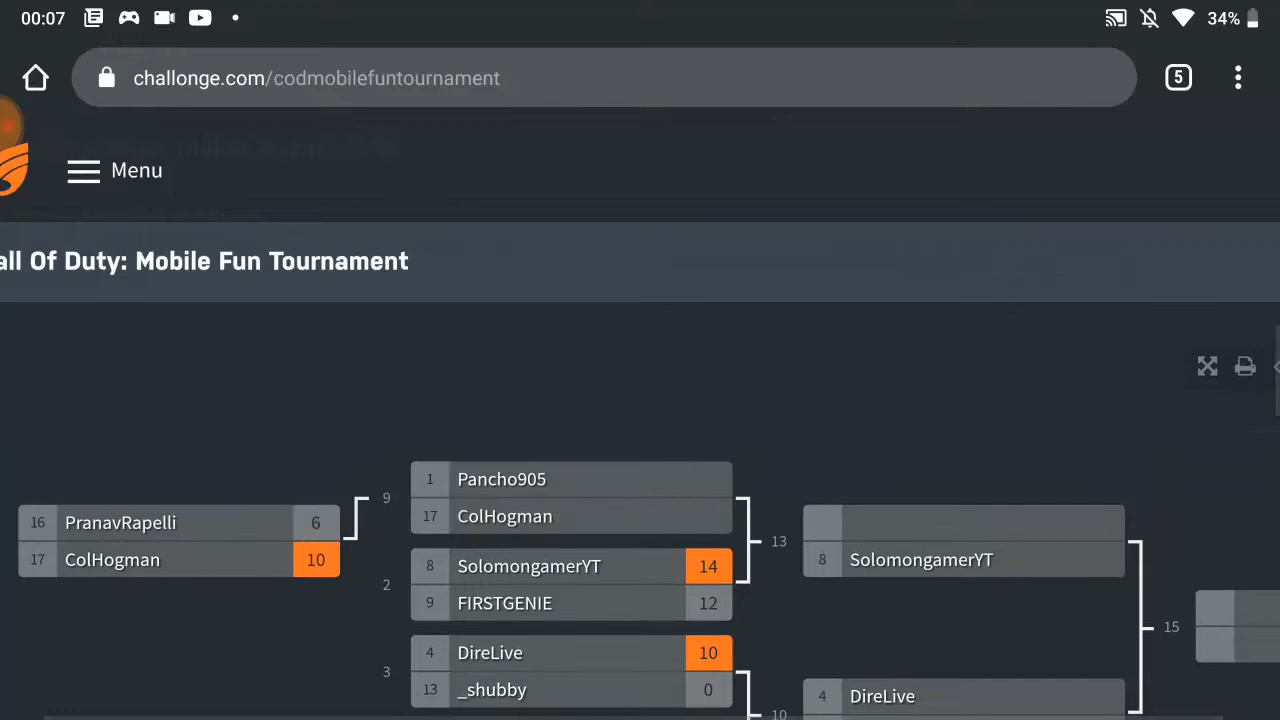 00:07
34%
challonge.com/codmobilefuntournament
5
Menu
all Of Duty: Mobile Fun Tournament
1 Pancho905
9
17 ColHogman
16 PranavRapelli 6
17 ColHogman 10
13
8 SolomongamerYT 14
2
9 FIRSTGENIE 12
8 SolomongamerYT
4 DireLive 10
3
13 _shubby 0
15
4 DireLive
10